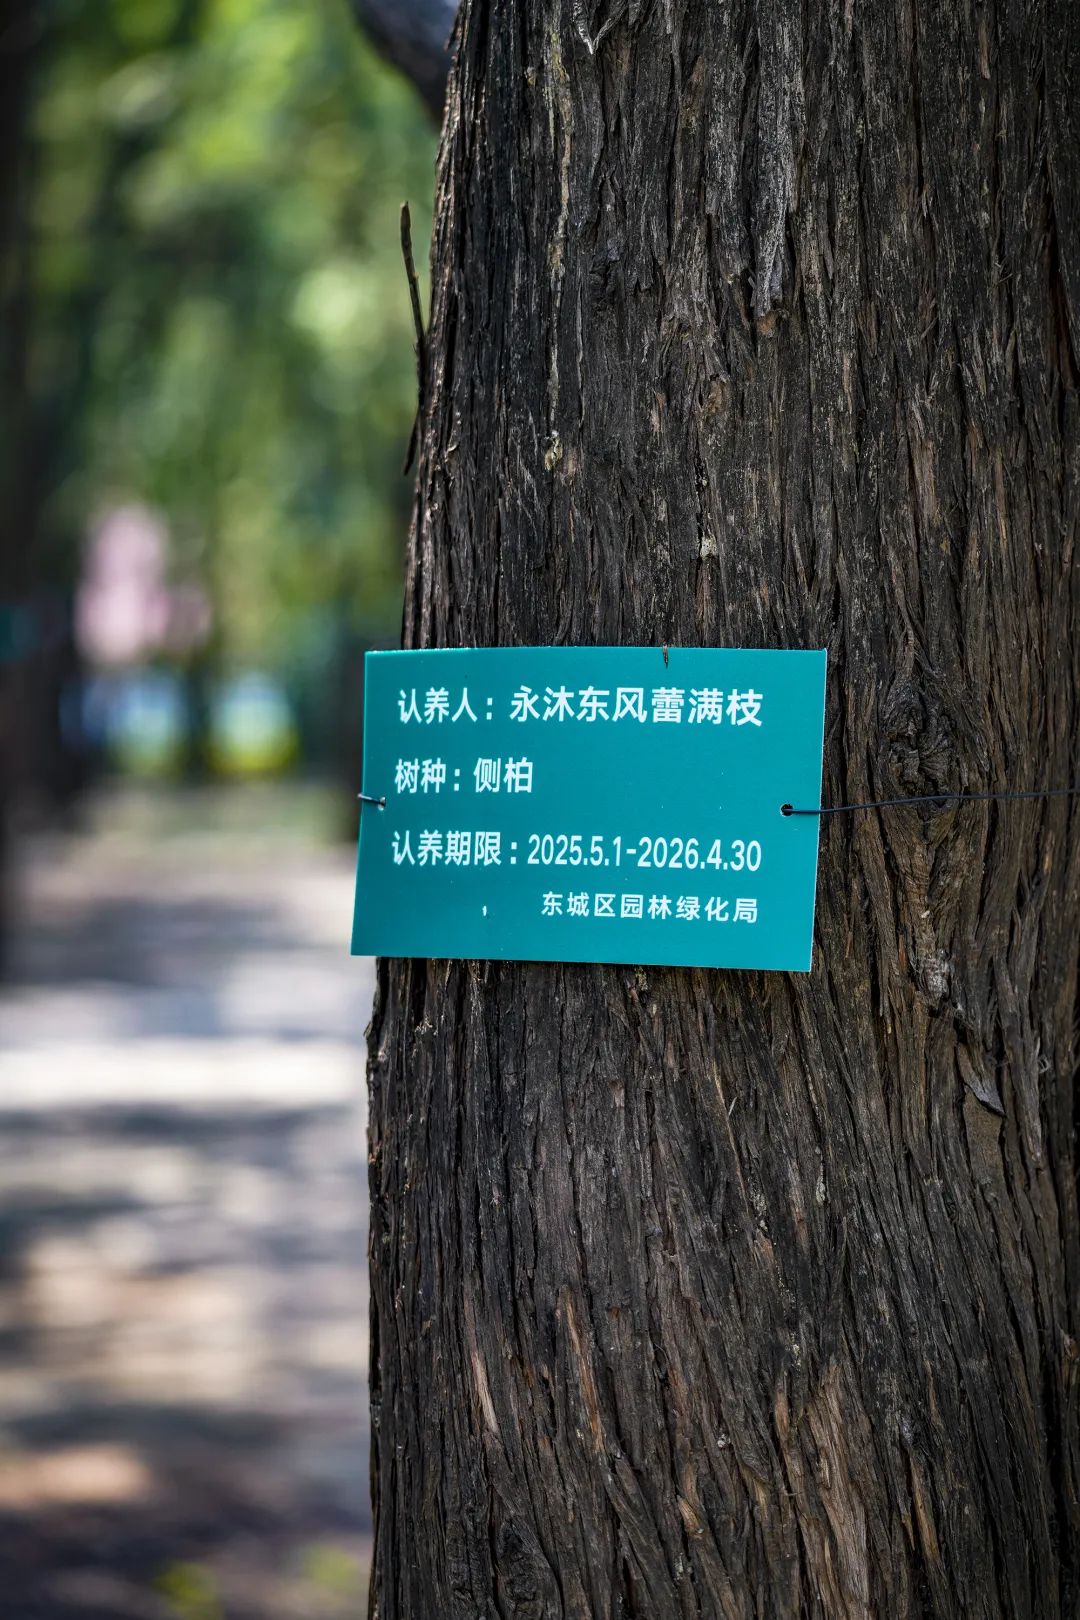 认养人：永沐东风蕾满枝
树种：侧柏
认养期限：2025.5.1-2026.4.30
东城区园林绿化局